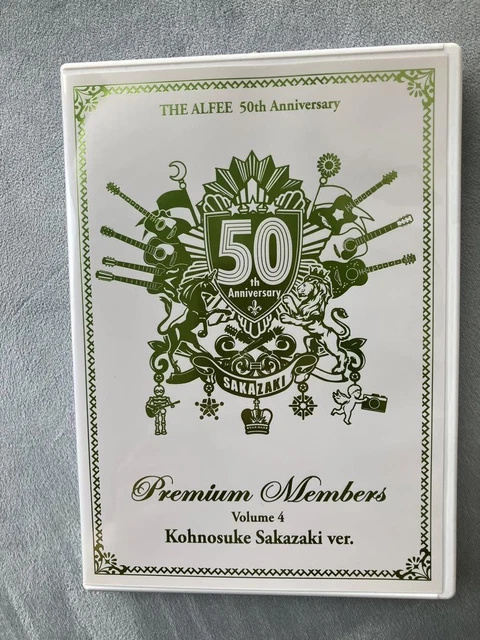 THE ALFEE 50th Anniversary
50
th
Anniversary
SAKAZAKI
Premium Members
Volume 4
Kohnosuke Sakazaki ver.